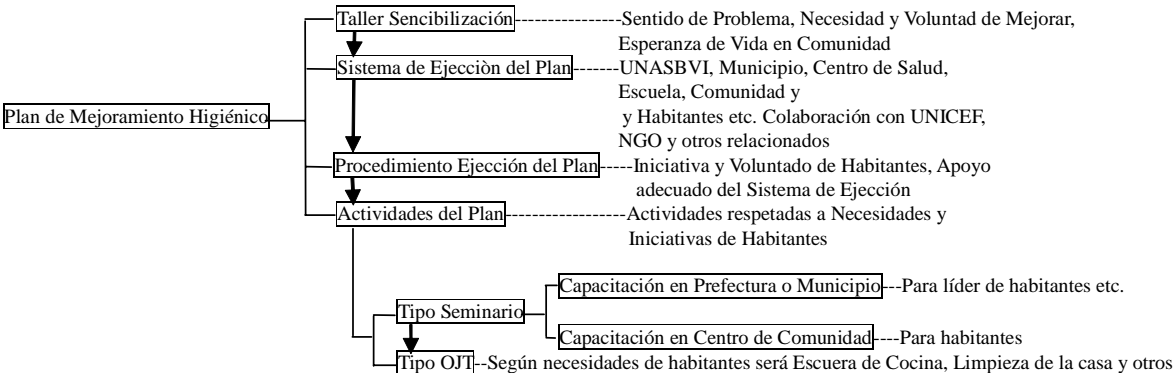 Taller Sencibilización----------------Sentido de Problema, Necesidad y Voluntad de Mejorar,
Esperanza de Vida en Comunidad
Sistema de Ejecciòn del Plan-------UNASBVI, Municipio, Centro de Salud,
Escuela, Comunidad y
Plan de Mejoramiento Higiénico
y Habitantes etc. Colaboración con UNICEF,
NGO y otros relacionados
Procedimiento Ejección del Plan-----Iniciativa y Voluntado de Habitantes, Apoyo
adecuado del Sistema de Ejección
Actividades del Plan-----------------Actividades respetadas a Necesidades y
Iniciativas de Habitantes
Capacitación en Prefectura o Municipio---Para líder de habitantes etc.
Tipo Seminario
Capacitación en Centro de Comunidad----Para habitantes
Tipo OJT--Según necesidades de habitantes será Escuera de Cocina, Limpieza de la casa y otros